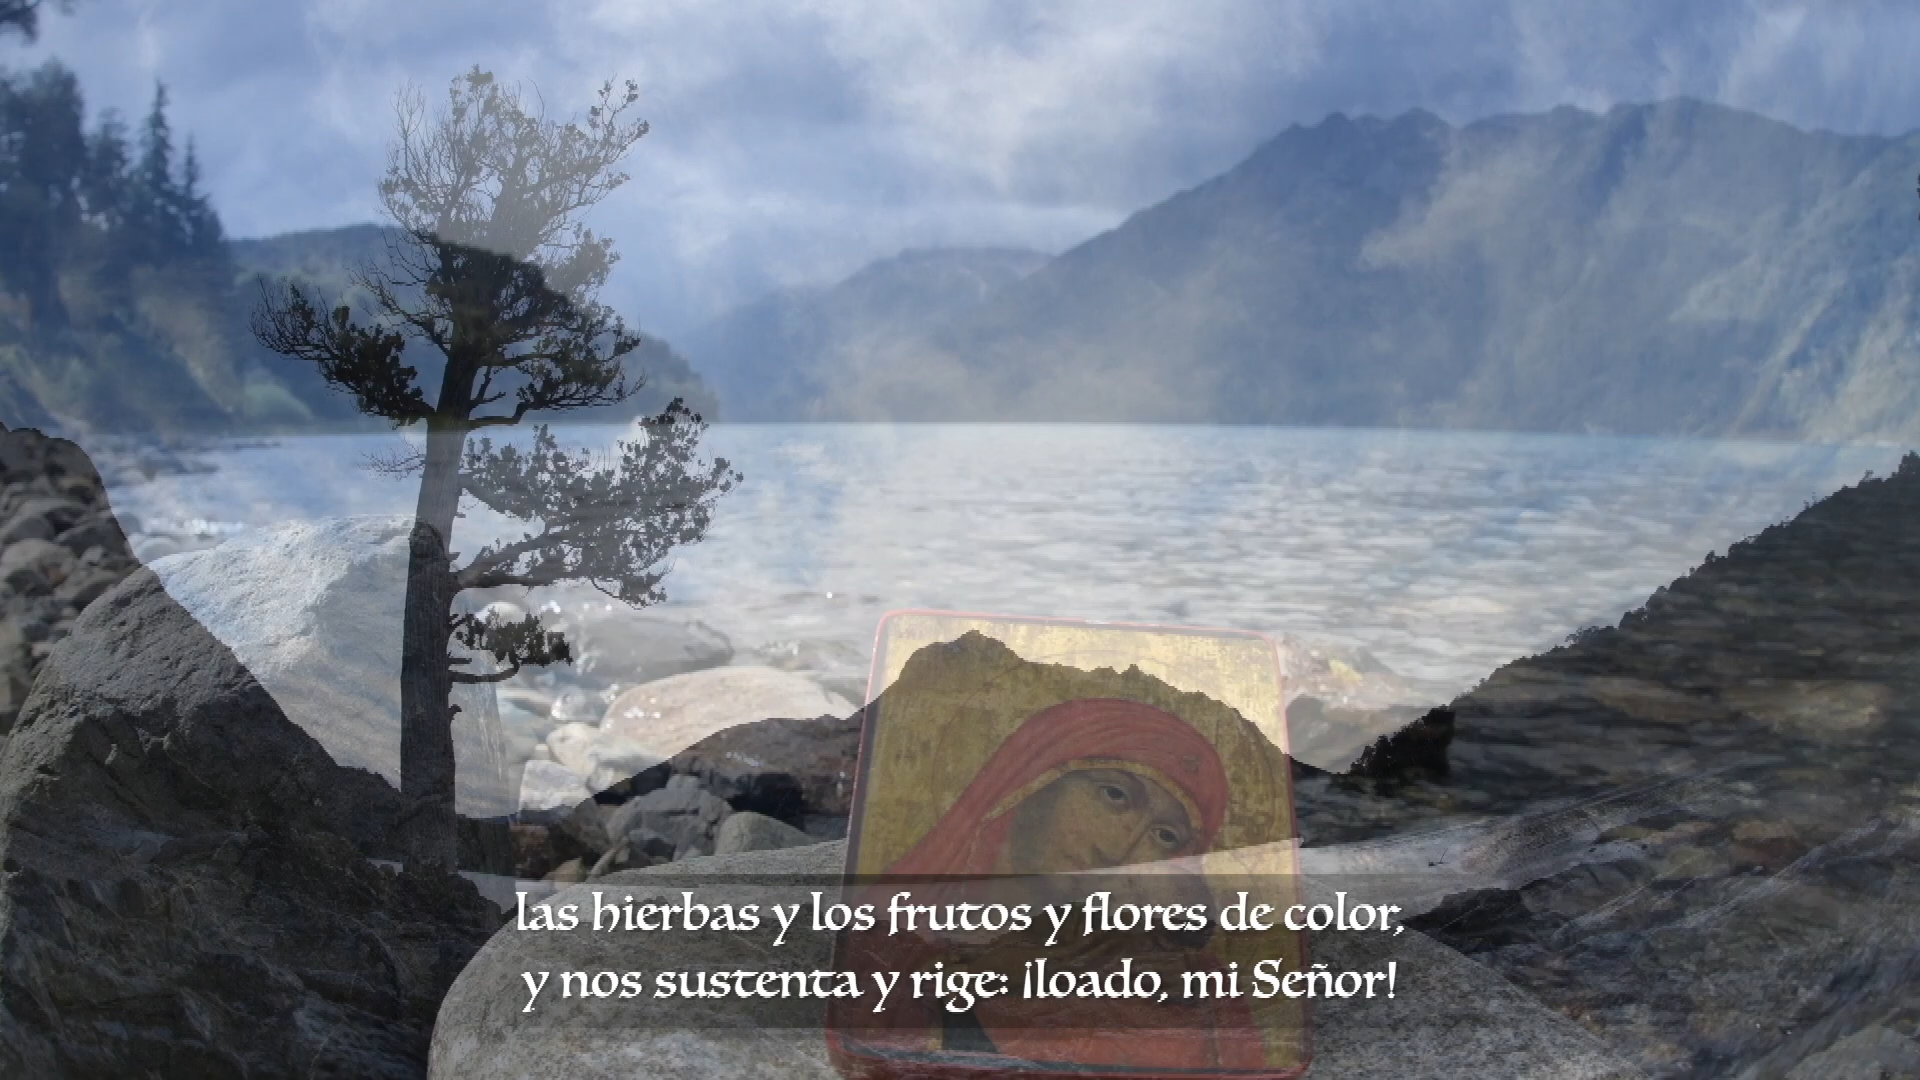 las hierbas y los frutos y flores de color,
y nos sustenta y rige: ¡loado, mi Señor!